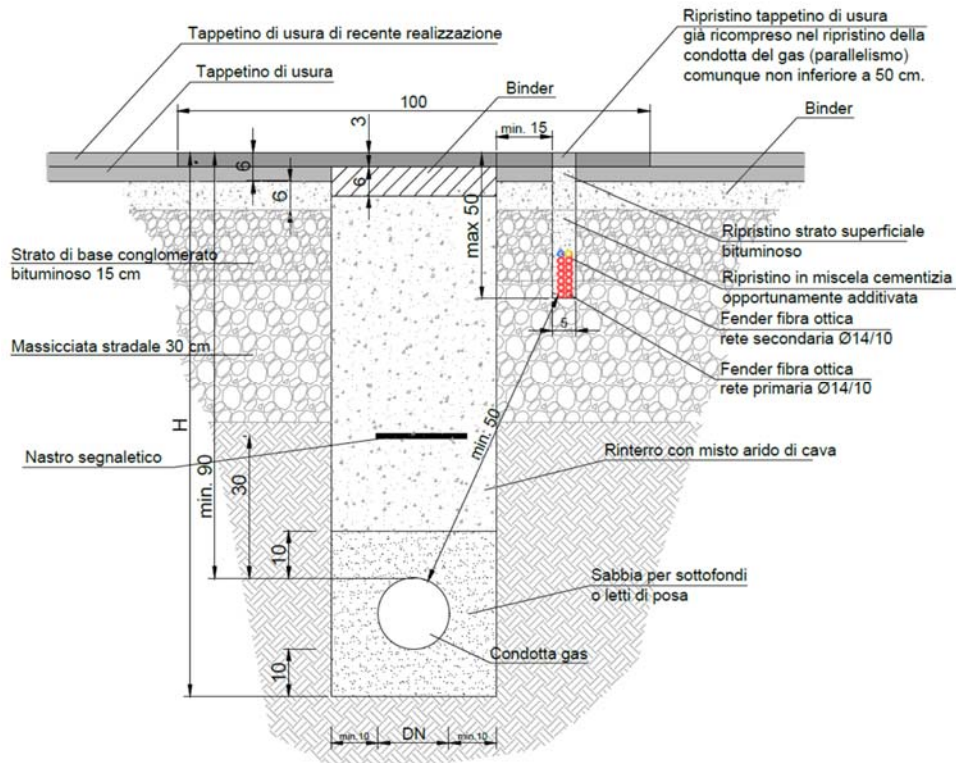 Tappetino di usura di recente realizzazione
Tappetino di usura
Ripristino tappetino di usura
già ricompreso nel ripristino della
condotta del gas (parallelismo)
comunque non inferiore a 50 cm.
Binder
Binder
100
3
min. 15
6
6
6
max 50
Strato di base conglomerato
bituminoso 15 cm
Ripristino strato superficiale
bituminoso
Ripristino in miscela cementizia
opportunamente additivata
Fender fibra ottica
rete secondaria Ø14/10
5
Massicciata stradale 30 cm
Fender fibra ottica
rete primaria Ø14/10
H
min. 90
min. 50
Nastro segnaletico
30
Rinterro con misto arido di cava
10
Sabbia per sottofondi
o letti di posa
Condotta gas
10
min.10
DN
min.10